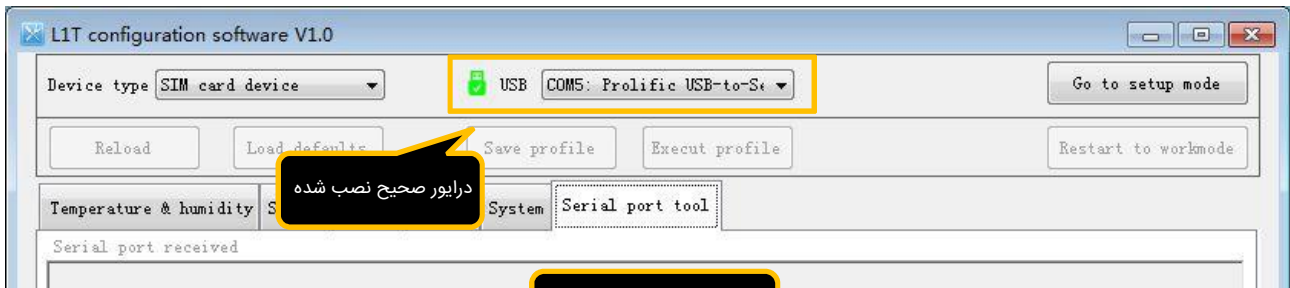 L1T configuration software V1.0
Device type SIM card device USB COM5: Prolific USB-to-Se Go to setup mode
Reload Load defaults Save profile Execut profile Restart to workmode
درایور صحیح نصب شده
Temperature & humidity S System Serial port tool
Serial port received